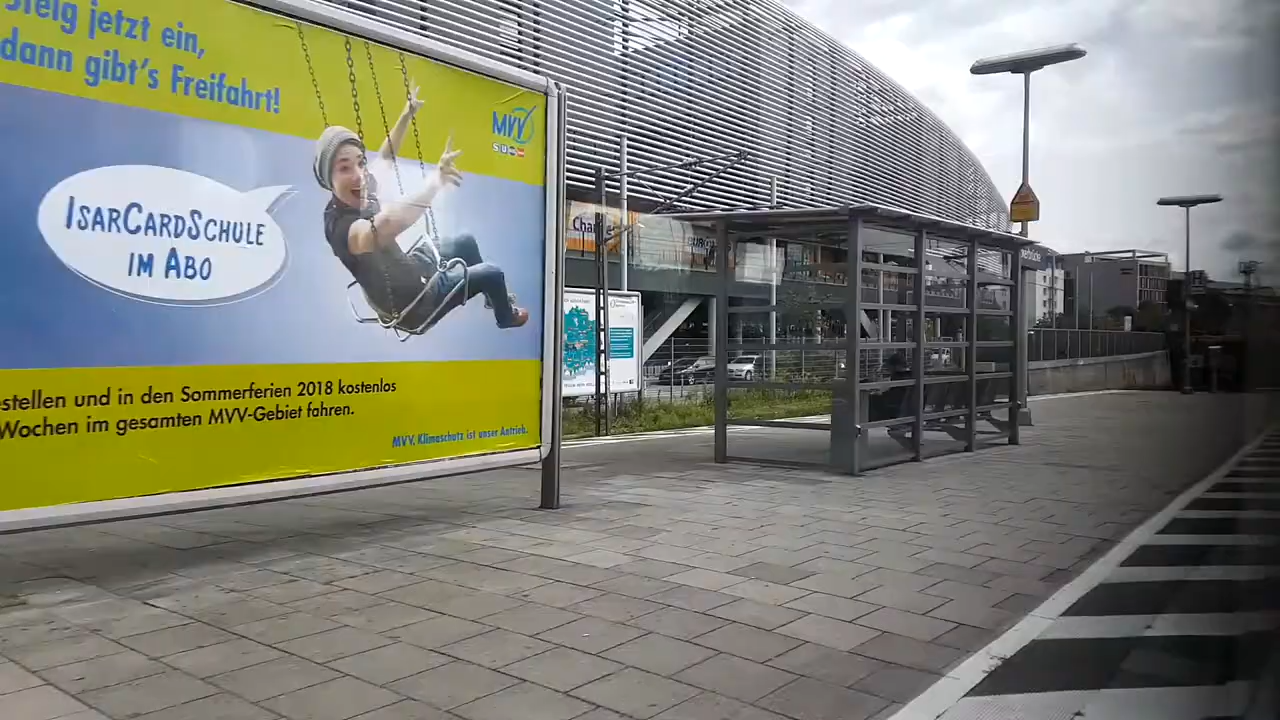 steig jetzt ein,
dann gibt's Freifahrt!
MVV
ISARCARDSCHULE
IM ABO
stellen und in den Sommerferien 2018 kostenlos
Wochen im gesamten MVV-Gebiet fahren.
MVV. Klimaschutz ist unser Antrieb.